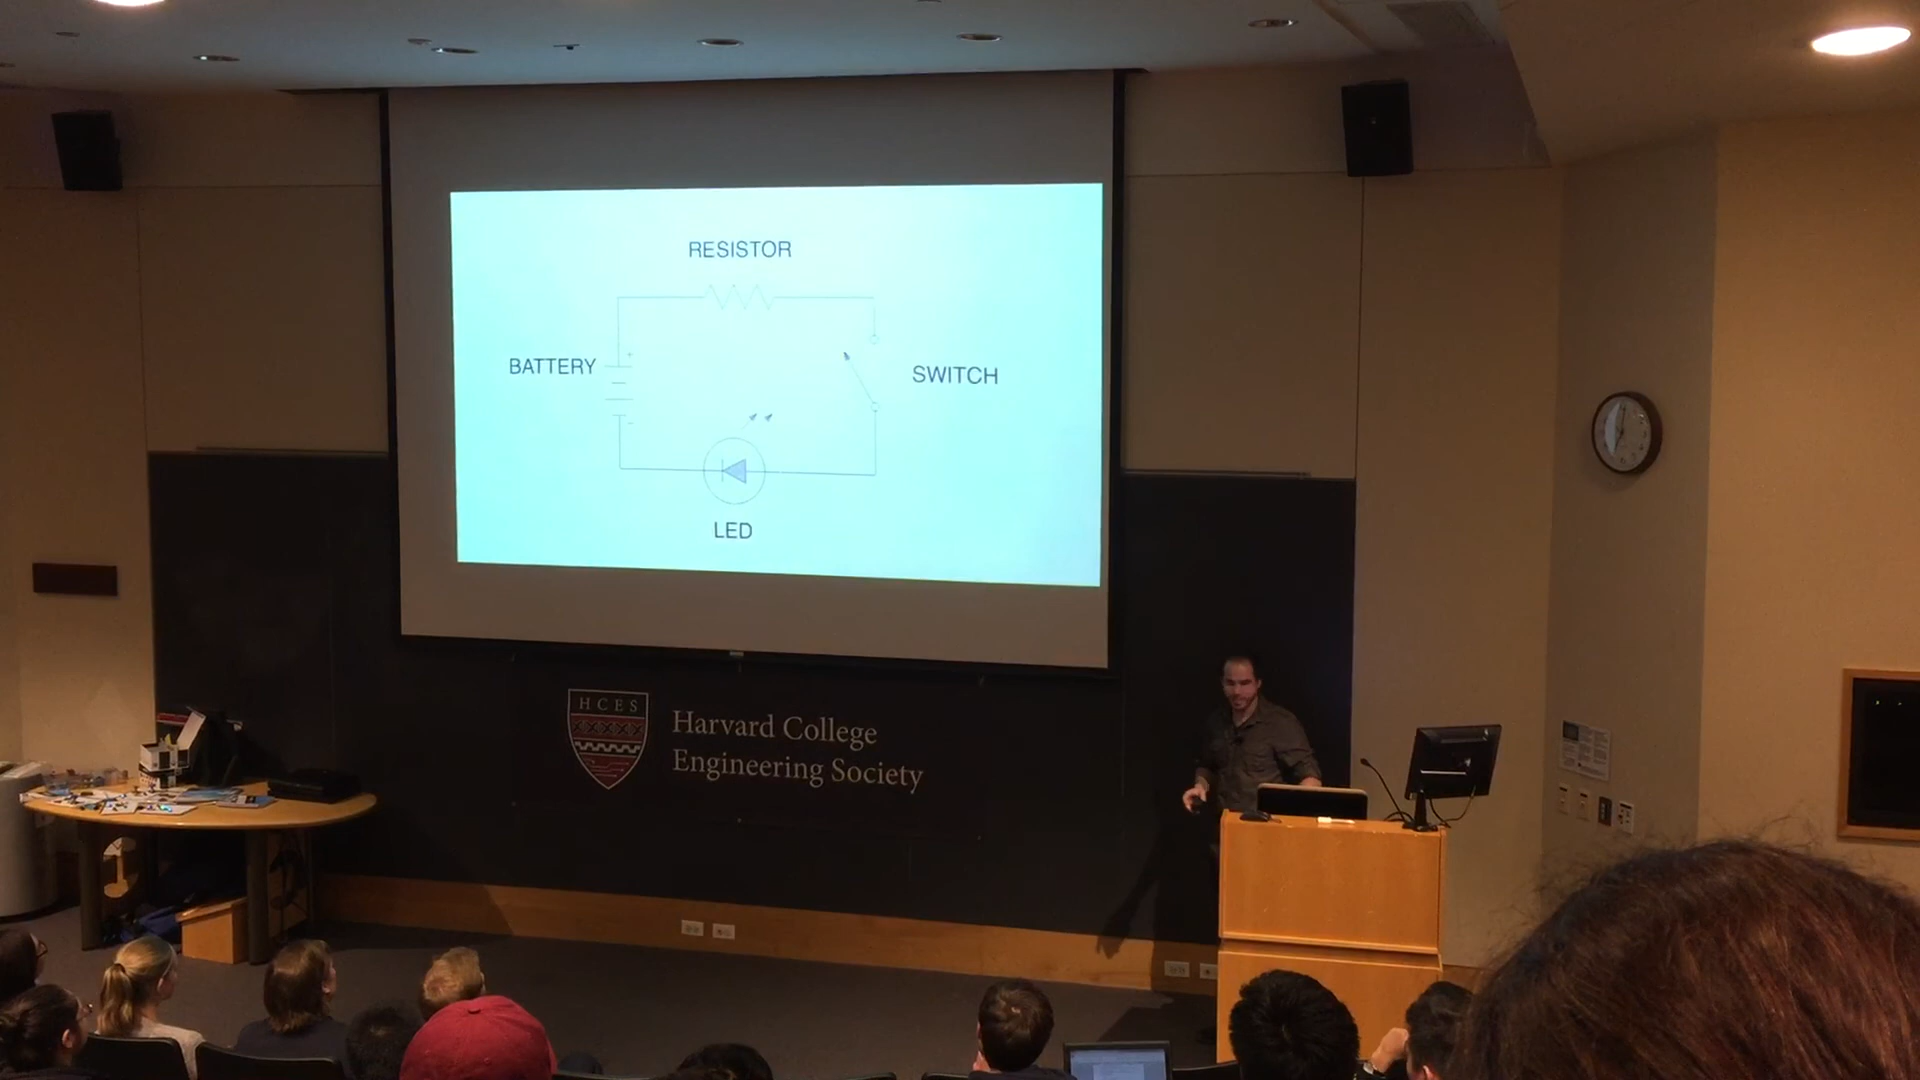 RESISTOR
BATTERY
SWITCH
LED
HCES
Harvard College
Engineering Society